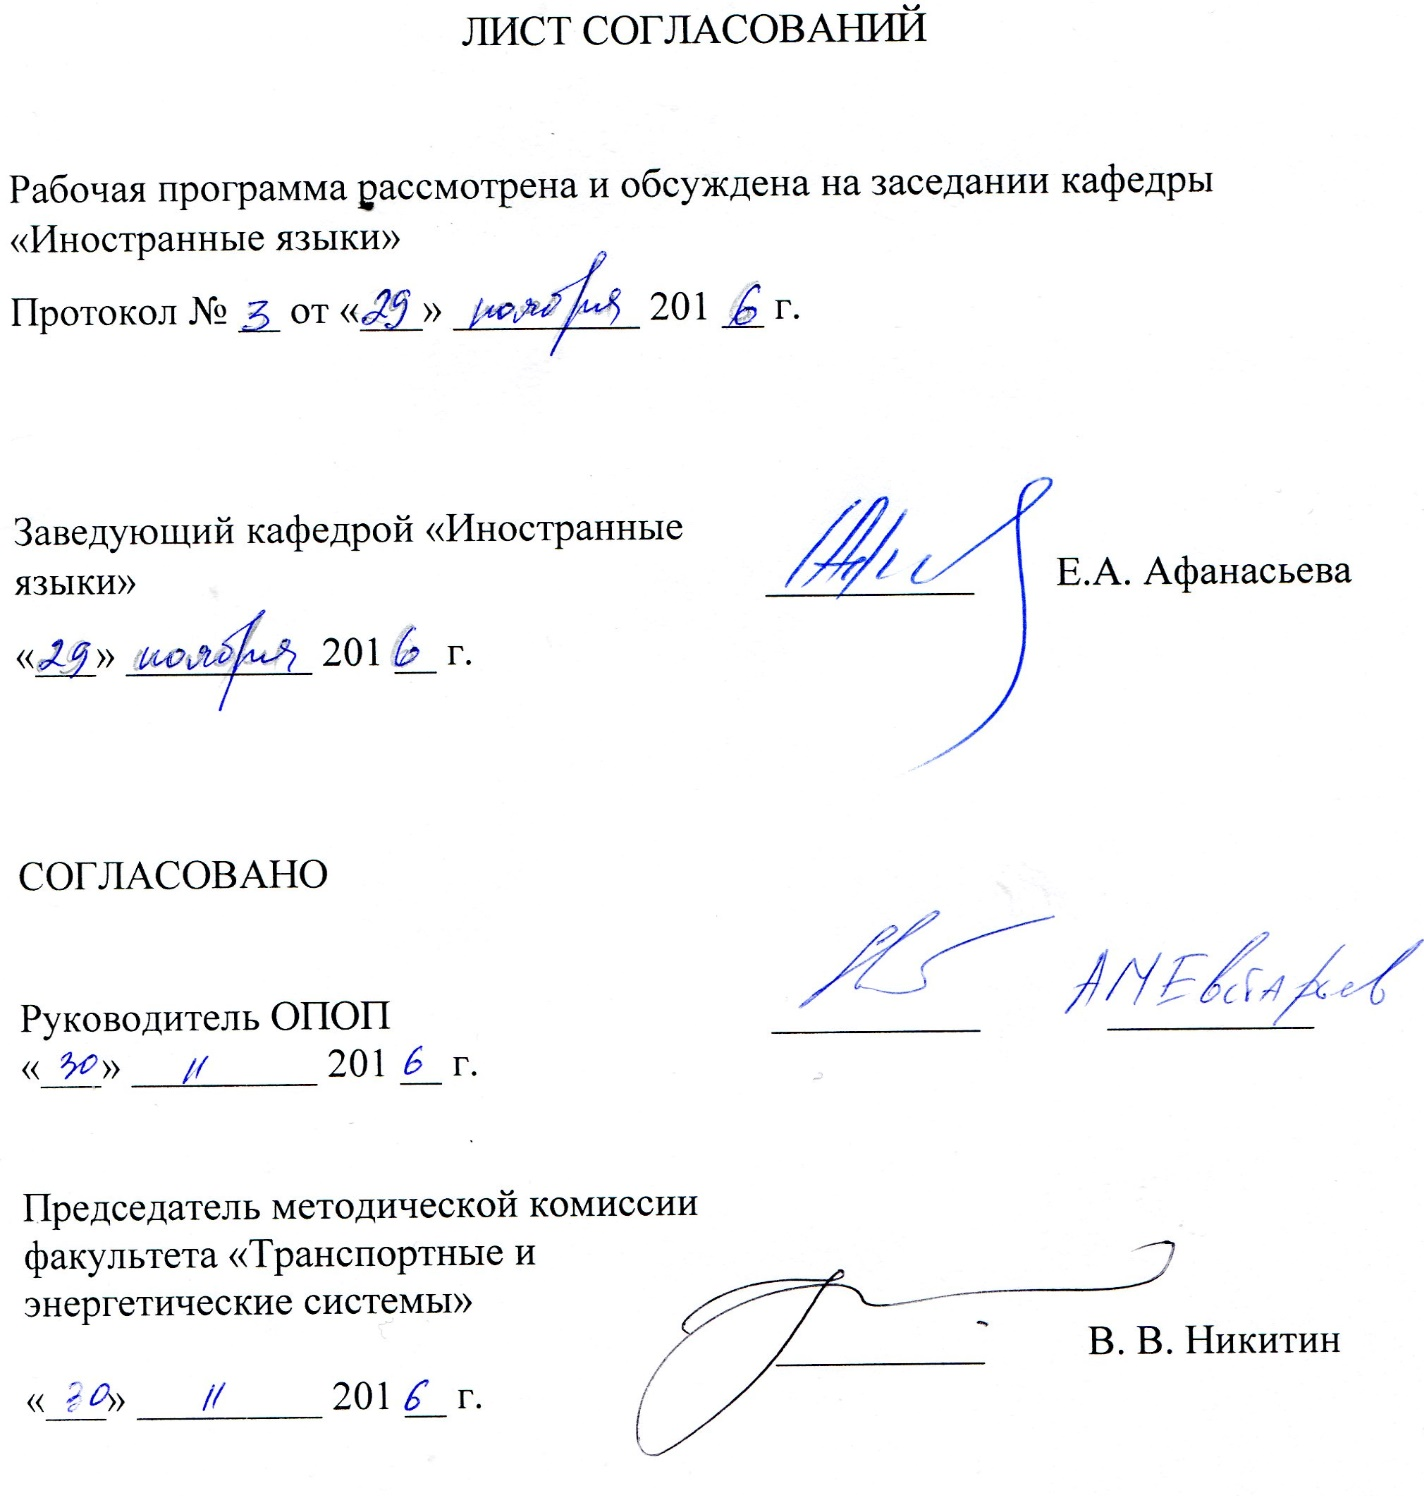 ЛИСТ СОГЛАСОВАНИЙ
Рабочая программа рассмотрена и обсуждена на заседании кафедры
«Иностранные языки»
Протокол № 3 от «29» ноября 2016 г.
Заведующий кафедрой «Иностранные
языки» Е.А. Афанасьева
«29» ноября 2016 г.
СОГЛАСОВАНО
Руководитель ОПОП АМЕвстафьев
«30» 11 2016 г.
Председатель методической комиссии
факультета «Транспортные и
энергетические системы»
В. В. Никитин
«30» 11 2016 г.